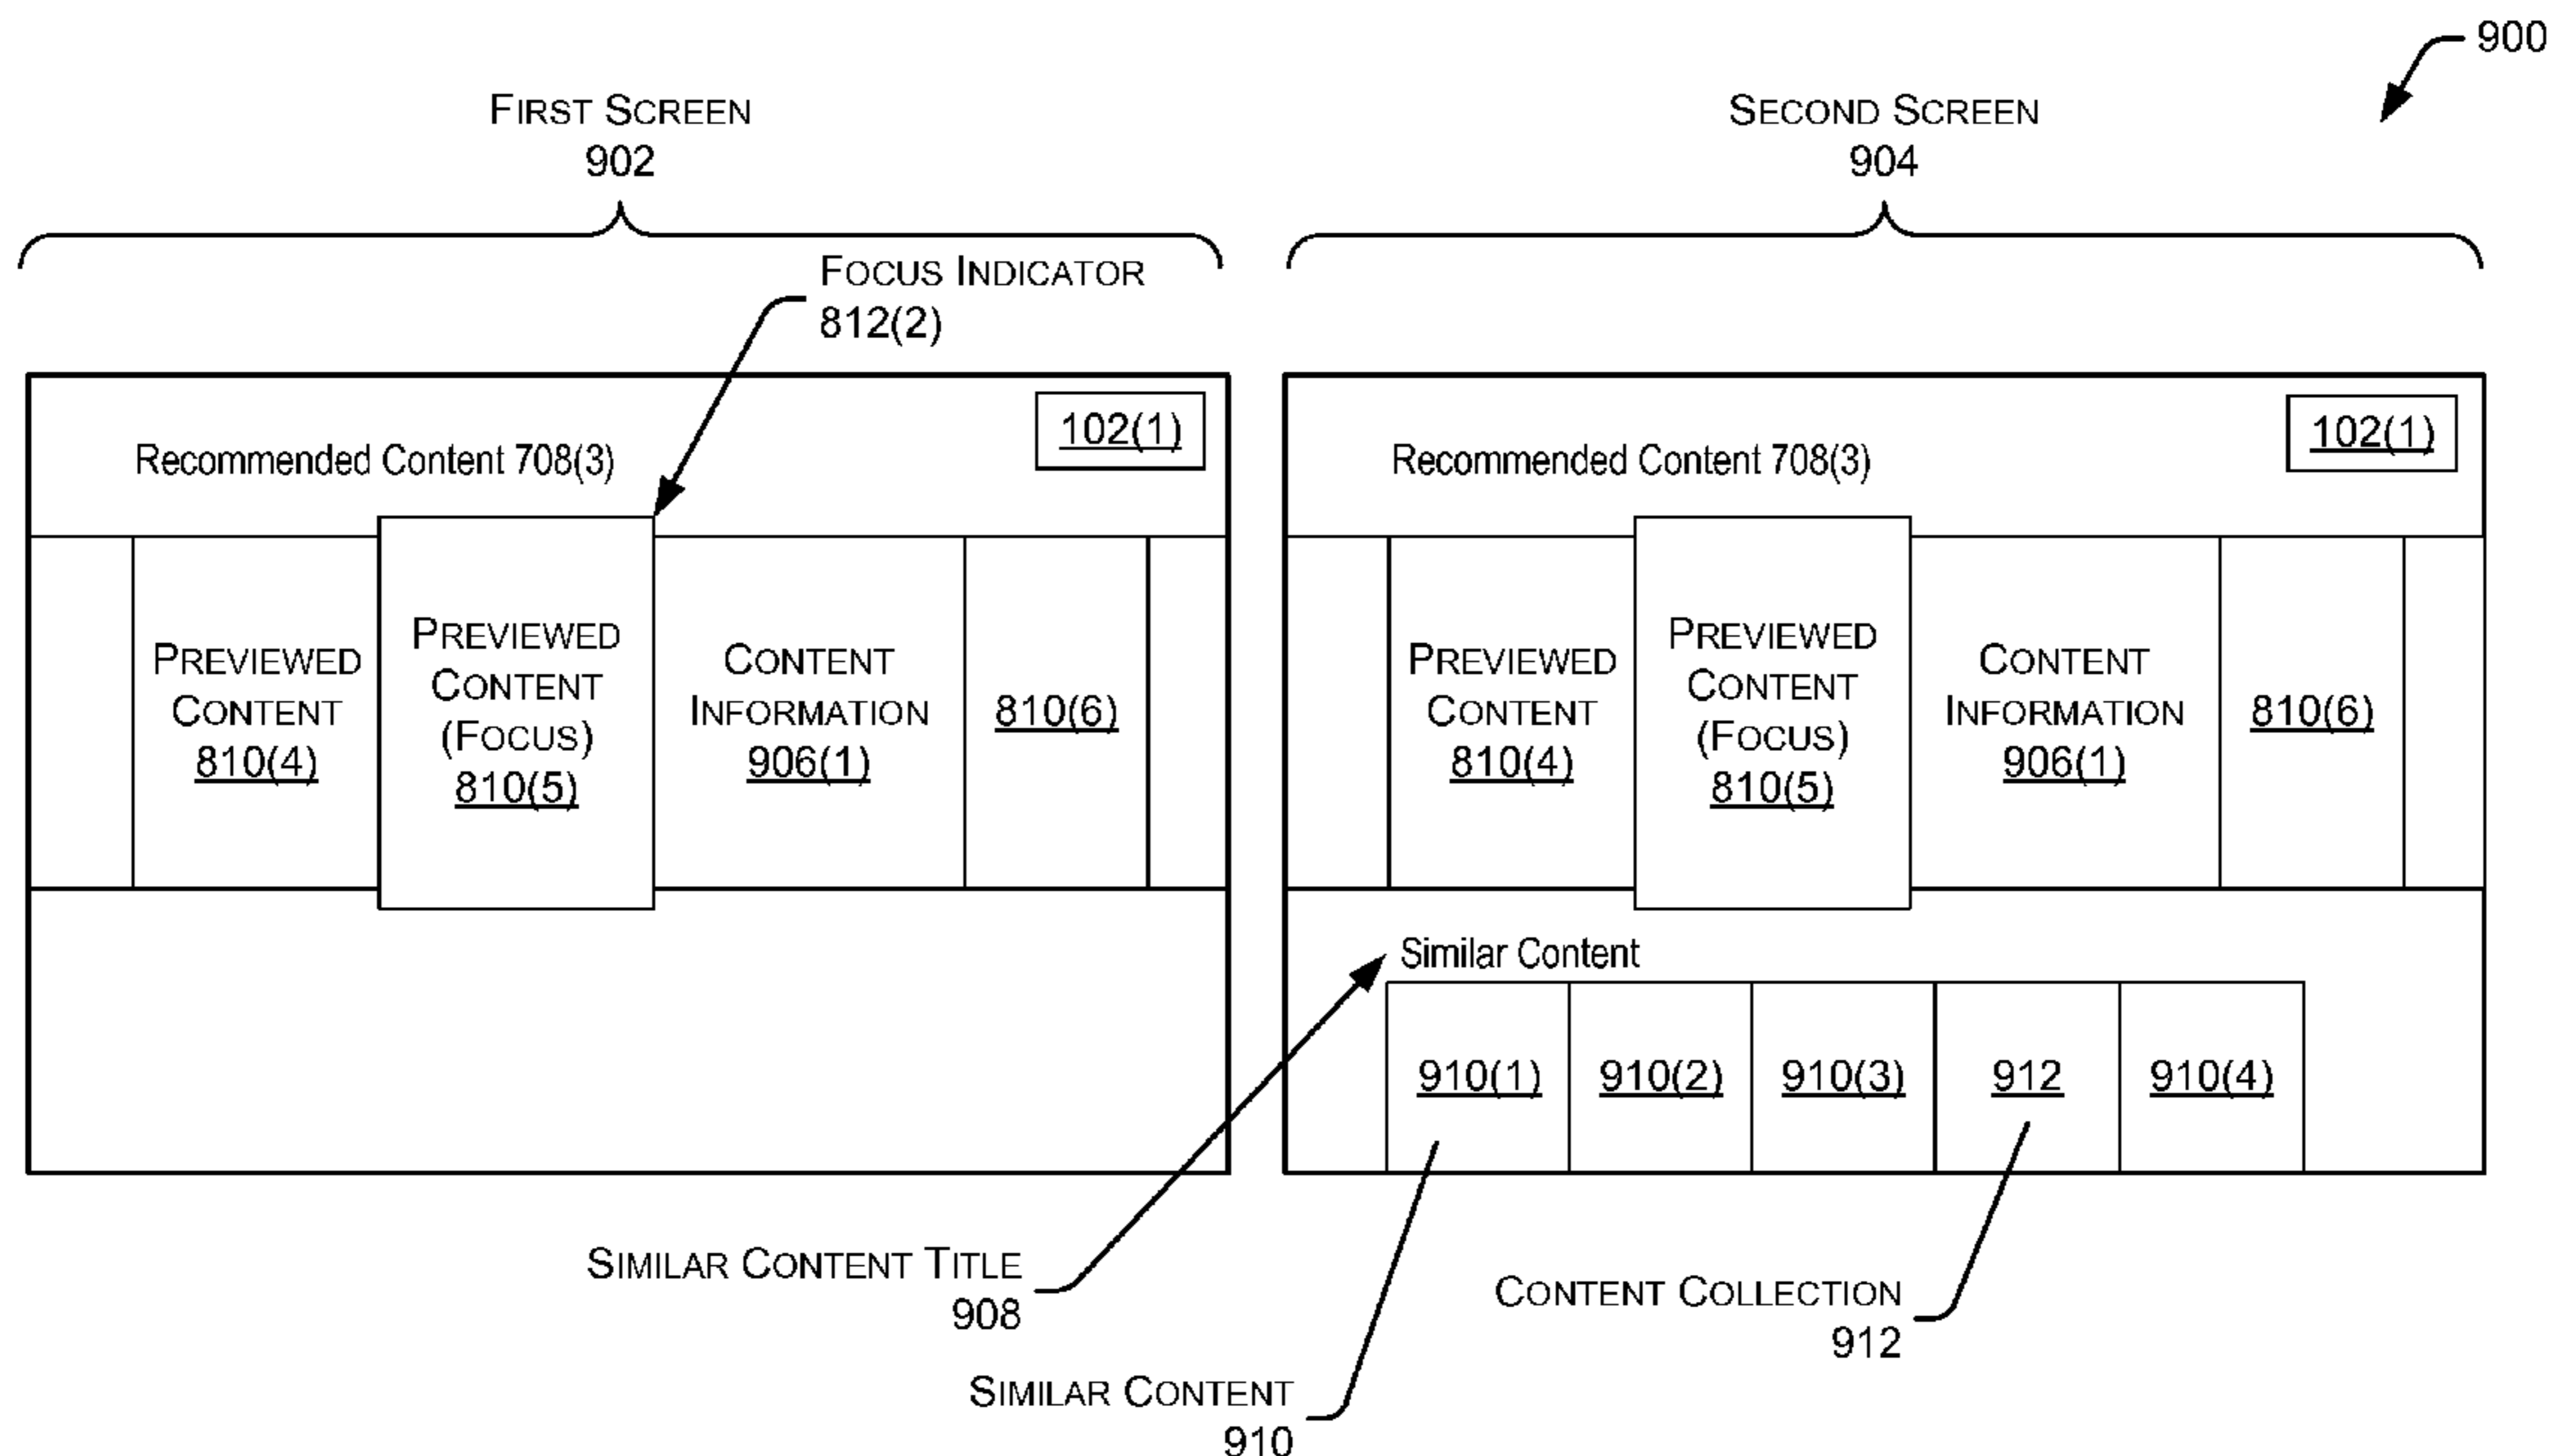 900
FIRST SCREEN
902
SECOND SCREEN
904
FOCUS INDICATOR
812(2)
102(1)
Recommended Content 708(3)
PREVIEWED
CONTENT
810(4)
PREVIEWED
CONTENT
(FOCUS)
810(5)
CONTENT
INFORMATION
906(1)
810(6)
102(1)
Recommended Content 708(3)
PREVIEWED
CONTENT
810(4)
PREVIEWED
CONTENT
(FOCUS)
810(5)
CONTENT
INFORMATION
906(1)
810(6)
Similar Content
910(1)
910(2)
910(3)
912
910(4)
SIMILAR CONTENT TITLE
908
CONTENT COLLECTION
912
SIMILAR CONTENT
910